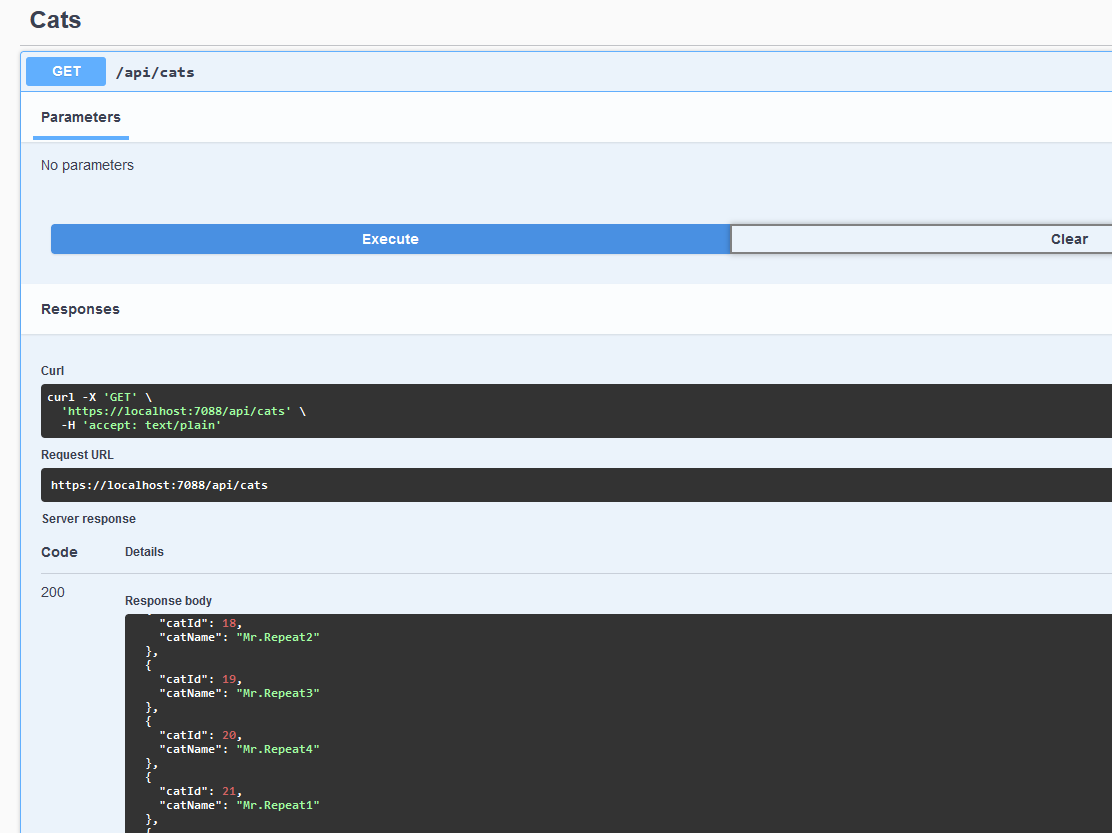 Cats
GET /api/cats
Parameters
No parameters
Execute Clear
Responses
Curl
curl -X 'GET' \
  'https://localhost:7088/api/cats' \
  -H 'accept: text/plain'
Request URL
https://localhost:7088/api/cats
Server response
Code Details
200
Response body
"catId": 18,
"catName": "Mr.Repeat2"
},
{
"catId": 19,
"catName": "Mr.Repeat3"
},
{
"catId": 20,
"catName": "Mr.Repeat4"
},
{
"catId": 21,
"catName": "Mr.Repeat1"
},
{